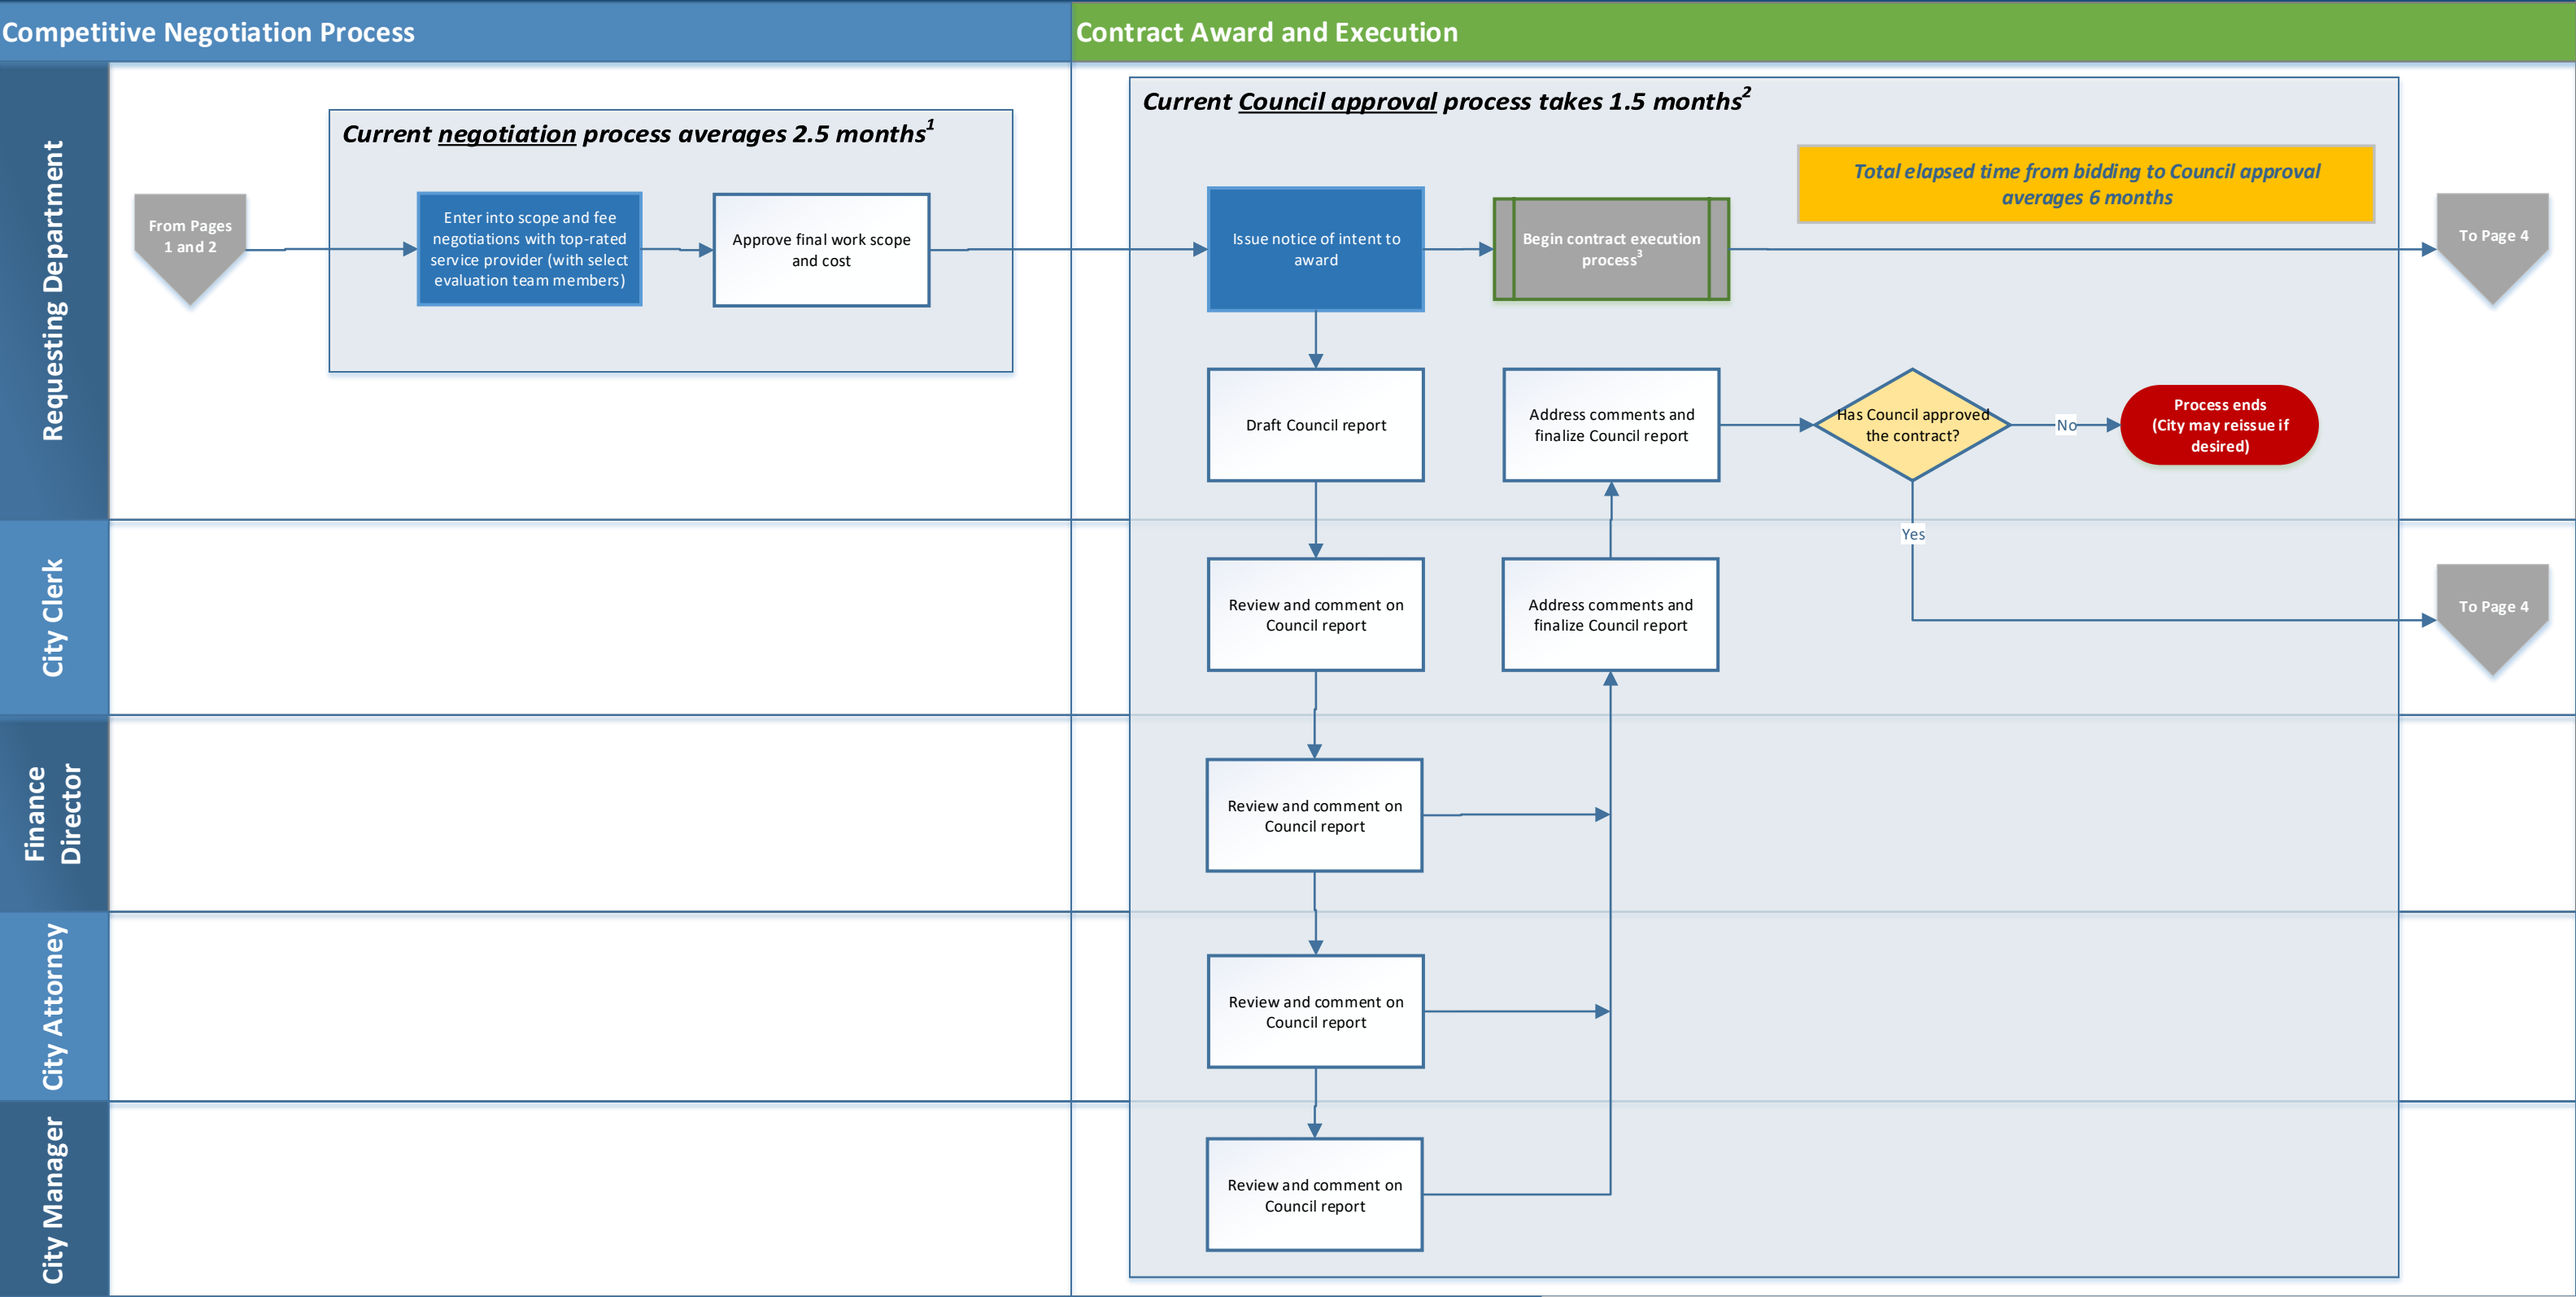 Competitive Negotiation Process
Contract Award and Execution
Requesting Department
From Pages
1 and 2
Current negotiation process averages 2.5 months1
Enter into scope and fee
negotiations with top-rated
service provider (with select
evaluation team members)
Approve final work scope
and cost
Current Council approval process takes 1.5 months2
Total elapsed time from bidding to Council approval
averages 6 months
Issue notice of intent to
award
Begin contract execution
process3
To Page 4
Draft Council report
Address comments and
finalize Council report
Has Council approved
the contract?
No
Process ends
(City may reissue if
desired)
Yes
City Clerk
Review and comment on
Council report
Address comments and
finalize Council report
To Page 4
Finance
Director
Review and comment on
Council report
City Attorney
Review and comment on
Council report
City Manager
Review and comment on
Council report